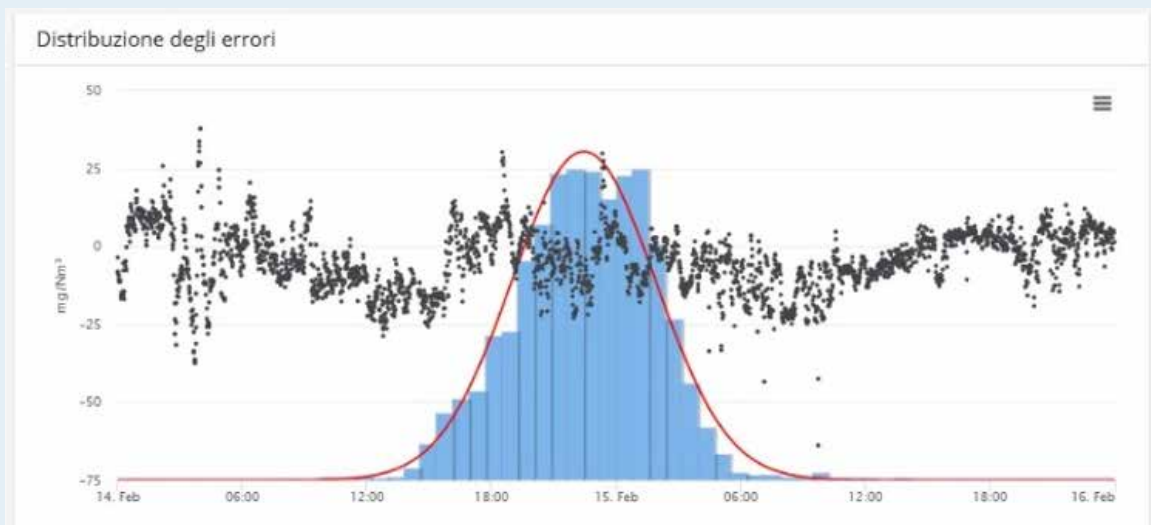 Distribuzione degli errori
50
25
0
-25
-50
-75
mg/Nm³
14. Feb
06:00
12:00
18:00
15. Feb
06:00
12:00
18:00
16. Feb